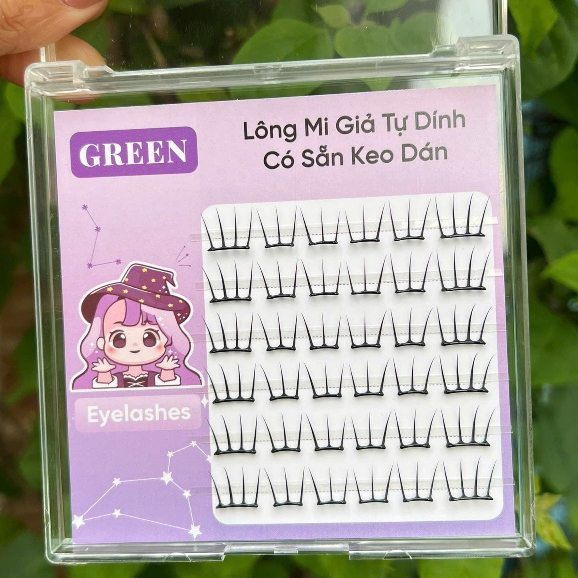 GREEN
Lông Mi Giả Tự Dính
Có Sẵn Keo Dán
Eyelashes